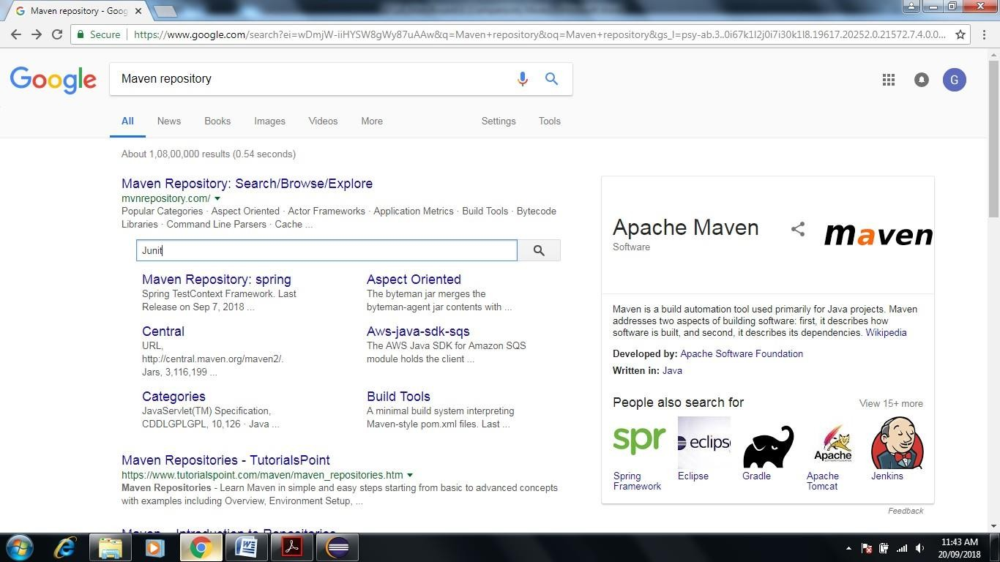 Maven repository - Goog
Secure
https://www.google.com/search?ei=wDmjW-iiHYSW8gWy87uAAw&q=Maven+repository&oq=Maven+repository&gs_l=psy-ab.3..0i67k1l2j0i7i30k1l8.19617.20252.0.21572.7.4.0.0...
Google
Maven repository
G
All News Books Images Videos More Settings Tools
About 1,08,00,000 results (0.54 seconds)
Maven Repository: Search/Browse/Explore
mvnrepository.com/
Popular Categories · Aspect Oriented · Actor Frameworks · Application Metrics · Build Tools · Bytecode
Libraries · Command Line Parsers · Cache ...
Junit
Maven Repository: spring
Spring TestContext Framework. Last
Release on Sep 7, 2018 ...
Aspect Oriented
The byteman jar merges the
byteman-agent jar contents with ...
Central
URL,
http://central.maven.org/maven2/.
Jars, 3,116,199 ...
Aws-java-sdk-sqs
The AWS Java SDK for Amazon SQS
module holds the client ...
Categories
JavaServlet(TM) Specification,
CDDLGPLGPL, 10,126 · Java ...
Build Tools
A minimal build system interpreting
Maven-style pom.xml files. Last ...
Maven Repositories - TutorialsPoint
https://www.tutorialspoint.com/maven/maven_repositories.htm
Maven Repositories - Learn Maven in simple and easy steps starting from basic to advanced concepts
with examples including Overview, Environment Setup, ...
Maven – Introduction to Repositories
Apache Maven
Software
maven
Maven is a build automation tool used primarily for Java projects. Maven
addresses two aspects of building software: first, it describes how
software is built, and second, it describes its dependencies. Wikipedia
Developed by: Apache Software Foundation
Written in: Java
People also search for
View 15+ more
spr
eclips
Apache
Spring
Framework
Eclipse
Gradle
Apache
Tomcat
Jenkins
Feedback
11:43 AM
20/09/2018